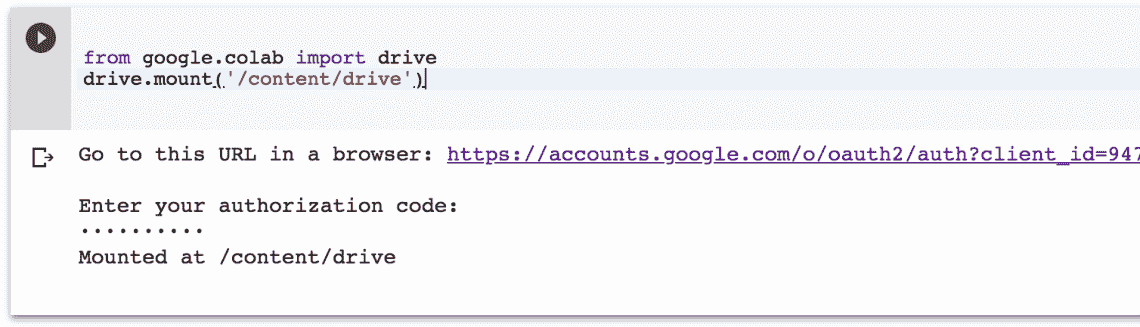 from google.colab import drive
drive.mount('/content/drive')
Go to this URL in a browser: https://accounts.google.com/o/oauth2/auth?client_id=947
Enter your authorization code:
··········
Mounted at /content/drive